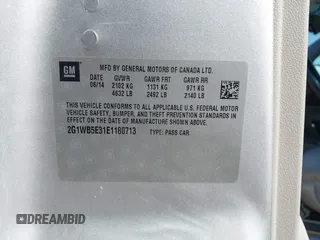 GM
MFD BY GENERAL MOTORS OF CANADA LTD.
DATE GVWR GAWR FRT GAWR RR
06/14 2102 KG 1131 KG 971 KG
4632 LB 2492 LB 2140 LB
THIS VEHICLE CONFORMS TO ALL APPLICABLE U.S. FEDERAL MOTOR
VEHICLE SAFETY, BUMPER, AND THEFT PREVENTION STANDARDS
IN EFFECT ON THE DATE OF MANUFACTURE SHOWN ABOVE.
2G1WB5E31E1160713 TYPE: PASS CAR
DREAMBID